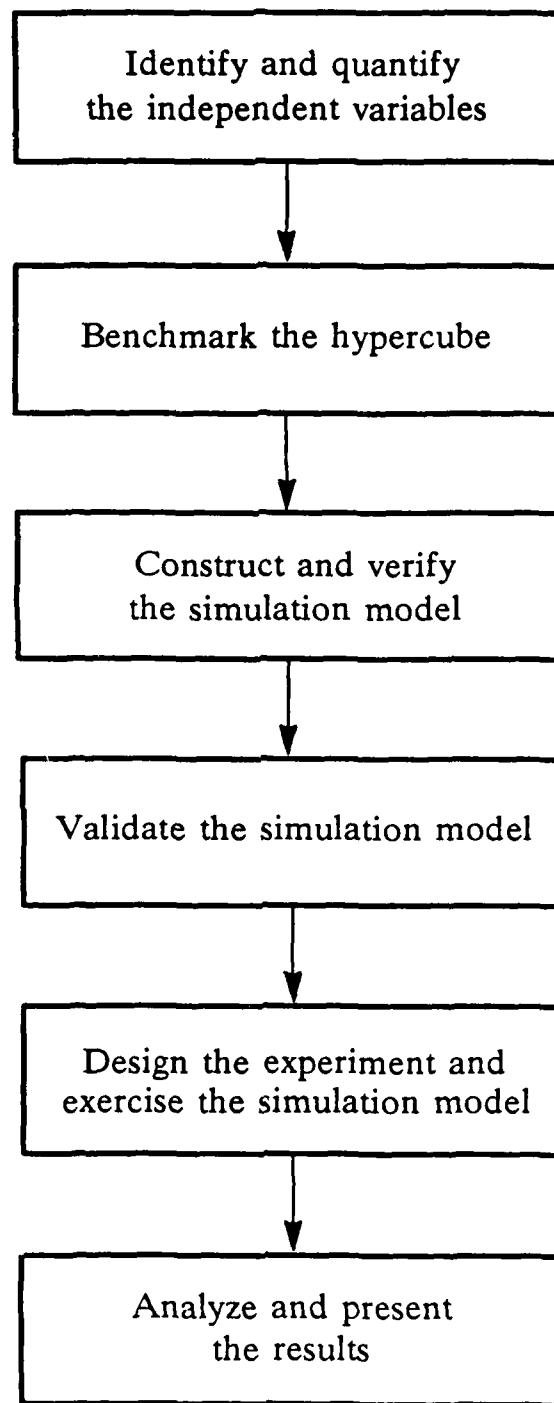 Identify and quantify
the independent variables
Benchmark the hypercube
Construct and verify
the simulation model
Validate the simulation model
Design the experiment and
exercise the simulation model
Analyze and present
the results